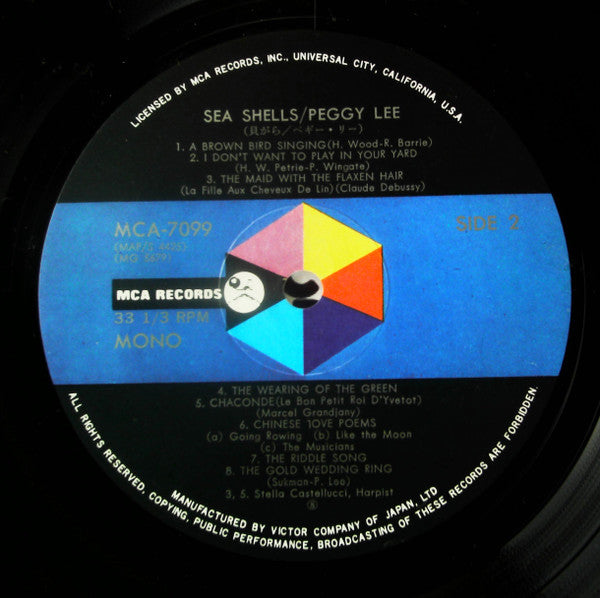 LICENSED BY MCA RECORDS, INC., UNIVERSAL CITY, CALIFORNIA, U.S.A.
SEA SHELLS/PEGGY LEE
(貝がら／ペギー・リー)
1. A BROWN BIRD SINGING(H. Wood-R. Barrie)
2. I DON'T WANT TO PLAY IN YOUR YARD
(H. W. Petrie-P. Wingate)
3. THE MAID WITH THE FLAXEN HAIR
(La Fille Aux Cheveux De Lin)(Claude Debussy)
MCA-7099
SIDE 2
(MAP/S 4495)
(MG 5679)
MCA RECORDS
33 1/3 RPM
MONO
4. THE WEARING OF THE GREEN
5. CHACONDE(Le Bon Petit Roi D'Yvetot)
(Marcel Grandjany)
6. CHINESE LOVE POEMS
(a) Going Rowing (b) Like the Moon
(c) The Musicians
7. THE RIDDLE SONG
8. THE GOLD WEDDING RING
(Sukman-P. Lee)
3, 5. Stella Castellucci, Harpist
MANUFACTURED BY VICTOR COMPANY OF JAPAN, LTD
ALL RIGHTS RESERVED, COPYING, PUBLIC PERFORMANCE, BROADCASTING OF THESE RECORDS ARE FORBIDDEN.